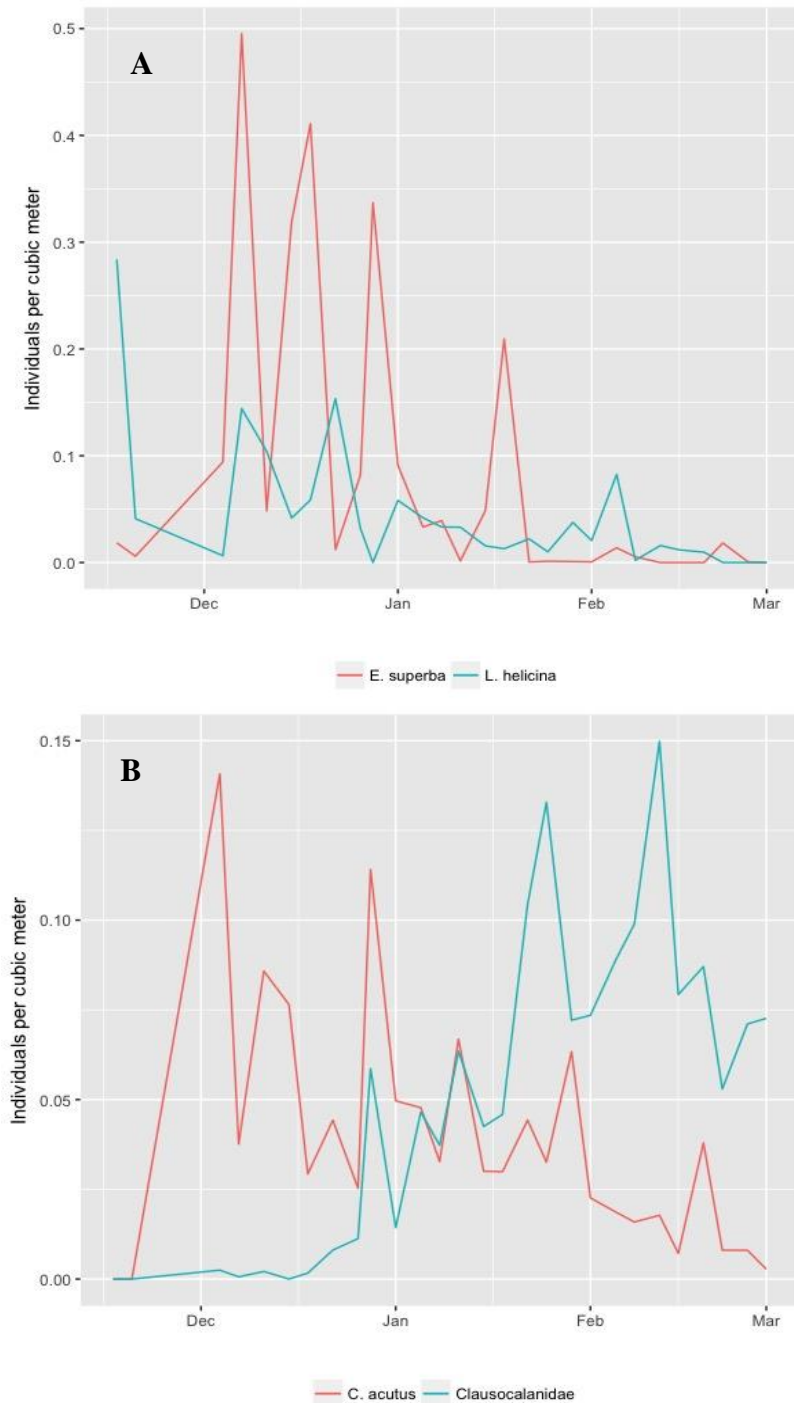 A
Individuals per cubic meter
0.5
0.4
0.3
0.2
0.1
0.0
Dec Jan Feb Mar
E. superba L. helicina
B
Individuals per cubic meter
0.15
0.10
0.05
0.00
Dec Jan Feb Mar
C. acutus Clausocalanidae